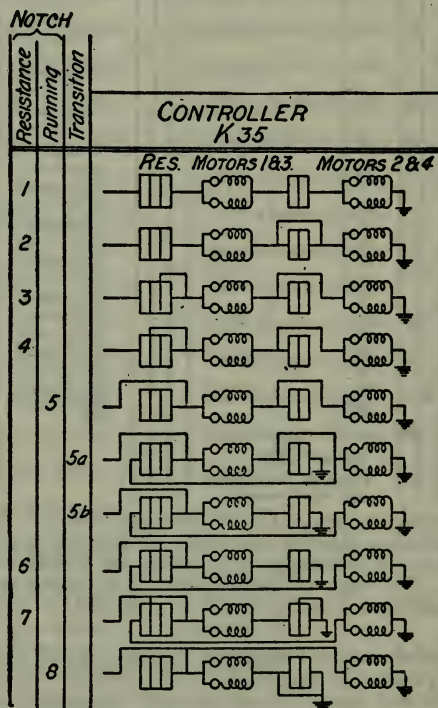 NOTCH
Resistance
Running
Transition
CONTROLLER
K 35
RES. MOTORS 1&3. MOTORS 2&4
1
2
3
4
5
5a
5b
6
7
8